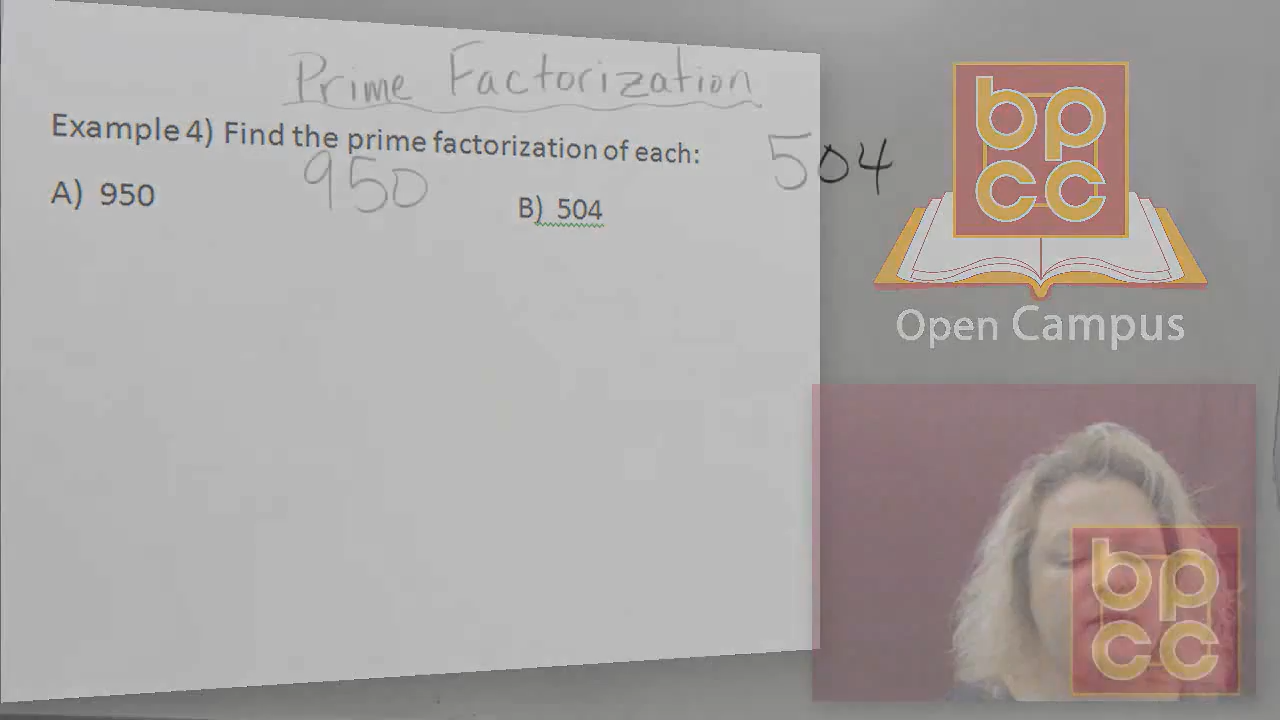 Prime Factorization
Example 4) Find the prime factorization of each:
950
504
A) 950
B) 504
bp
cc
Open Campus
bp
cc